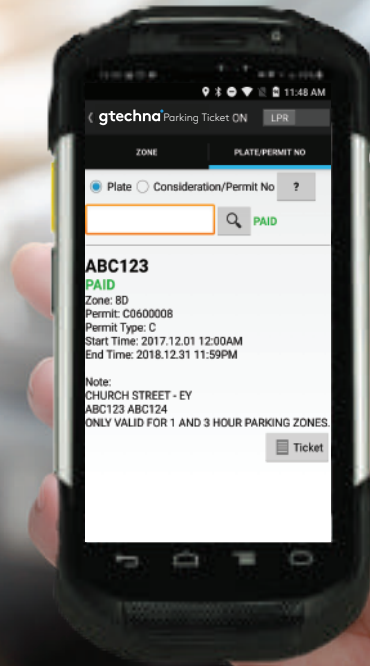 11:48 AM
gtechna Parking Ticket ON LPR
ZONE PLATE/PERMIT NO
Plate Consideration/Permit No ?
PAID
ABC123
PAID
Zone: 8D
Permit: C0600008
Permit Type: C
Start Time: 2017.12.01 12:00AM
End Time: 2018.12.31 11:59PM
Note:
CHURCH STREET - EY
ABC123 ABC124
ONLY VALID FOR 1 AND 3 HOUR PARKING ZONES.
Ticket